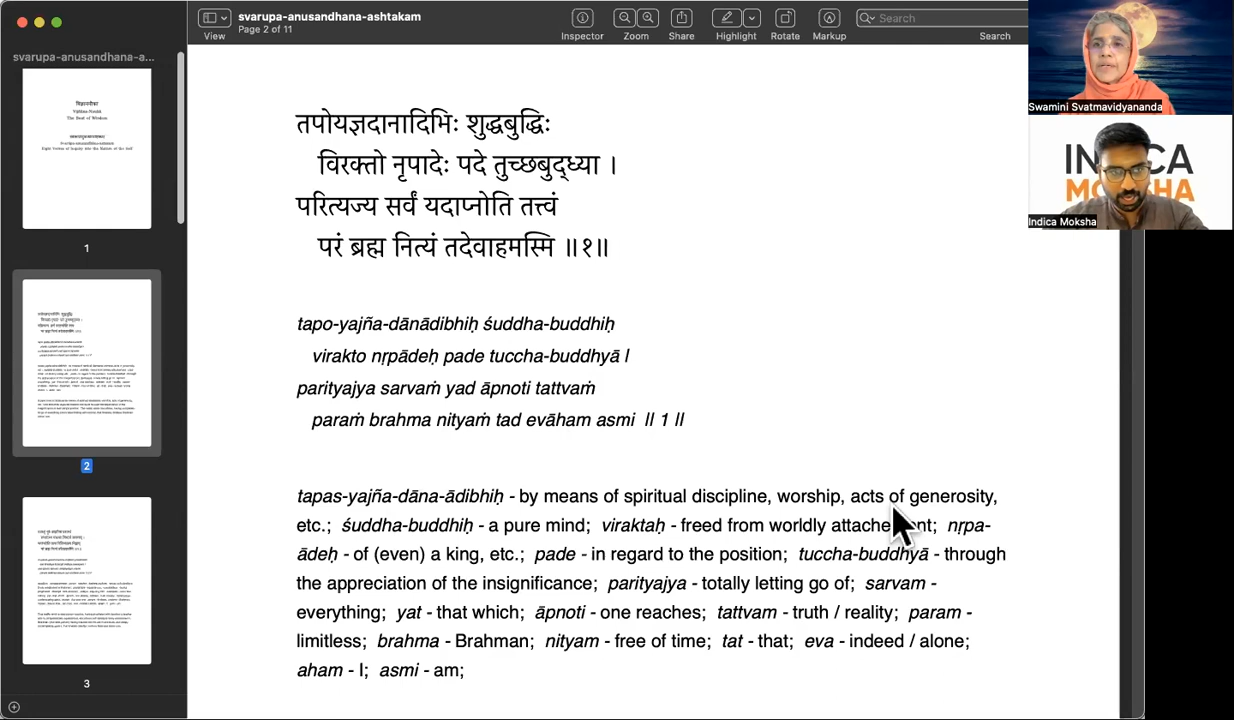 svarupa-anusandhana-ashtakam
Page 2 of 11
View
Inspector
Zoom
Share
Highlight
Rotate
Markup
Search
Search
svarupa-anusandhana-a...
1
2
3
तपोयज्ञदानादिभिः शुद्धबुद्धिः
विरक्तो नृपादेः पदे तुच्छबुद्ध्या ।
परित्यज्य सर्वं यदाप्नोति तत्त्वं
परं ब्रह्म नित्यं तदेवाहमस्मि ॥१॥
tapo-yajña-dānādibhiḥ śuddha-buddhiḥ
virakto nṛpādeḥ pade tuccha-buddhyā l
parityajya sarvaṁ yad āpnoti tattvaṁ
paraṁ brahma nityaṁ tad evāham asmi ll 1 ll
tapas-yajña-dāna-ādibhiḥ - by means of spiritual discipline, worship, acts of generosity,
etc.; śuddha-buddhiḥ - a pure mind; viraktaḥ - freed from worldly attachment; nṛpa-
ādeḥ - of (even) a king, etc.; pade - in regard to the position; tuccha-buddhyā - through
the appreciation of the insignificance; parityajya - totally letting go of; sarvam -
everything; yat - that which; āpnoti - one reaches; tattvam - truth / reality; param -
limitless; brahma - Brahman; nityam - free of time; tat - that; eva - indeed / alone;
aham - I; asmi - am;
Swamini Svatmavidyananda
INDICA
MOKSHA
Indica Moksha